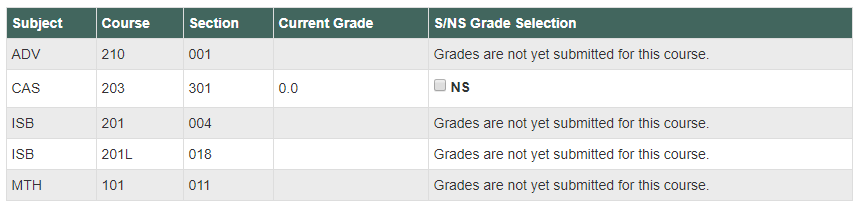 Subject Course Section Current Grade S/NS Grade Selection
ADV 210 001 Grades are not yet submitted for this course.
CAS 203 301 0.0 NS
ISB 201 004 Grades are not yet submitted for this course.
ISB 201L 018 Grades are not yet submitted for this course.
MTH 101 011 Grades are not yet submitted for this course.